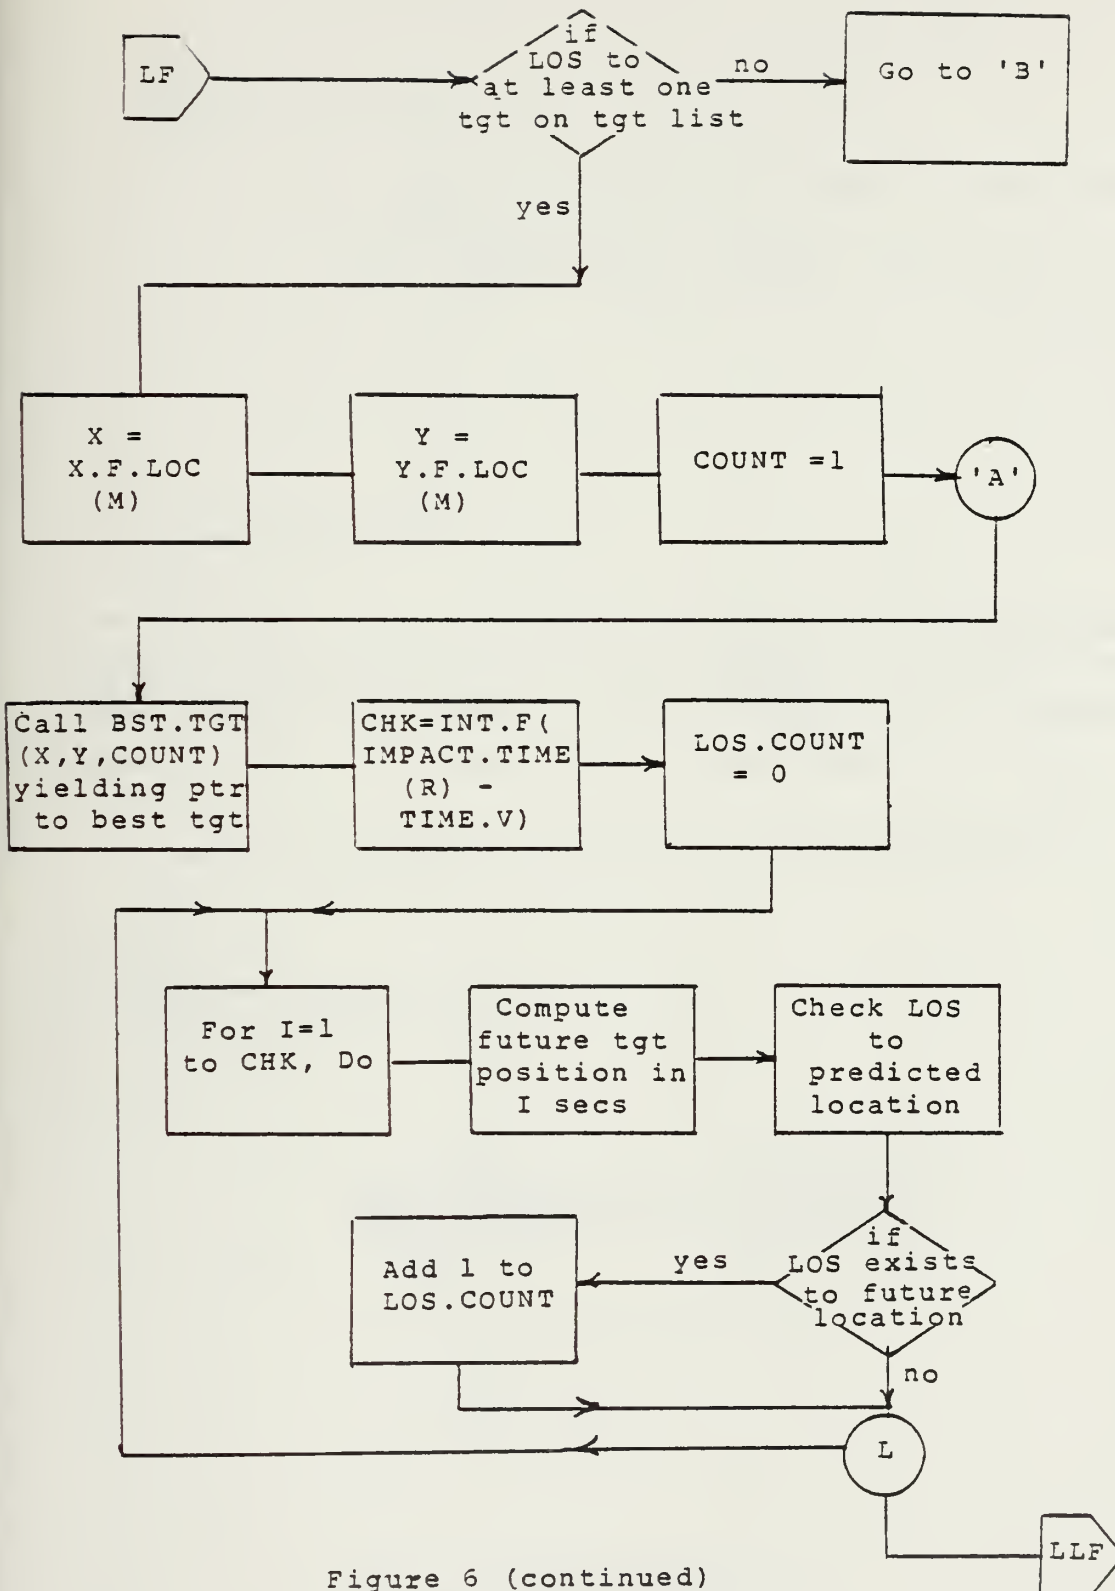 LF
if
LOS to
at least one
tgt on tgt list
no
Go to 'B'
yes
X =
X.F.LOC
(M)
Y =
Y.F.LOC
(M)
COUNT =1
'A'
Call BST.TGT
(X,Y,COUNT)
yielding ptr
to best tgt
CHK=INT.F(
IMPACT.TIME
(R) -
TIME.V)
LOS.COUNT
= 0
For I=1
to CHK, Do
Compute
future tgt
position in
I secs
Check LOS
to
predicted
location
if
LOS exists
to future
location
yes
Add 1 to
LOS.COUNT
no
L
LLF
Figure 6 (continued)